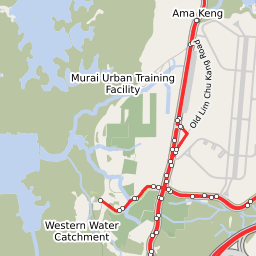 Ama Keng
Murai Urban Training
Facility
Old Lim Chu Kang Road
Western Water
Catchment